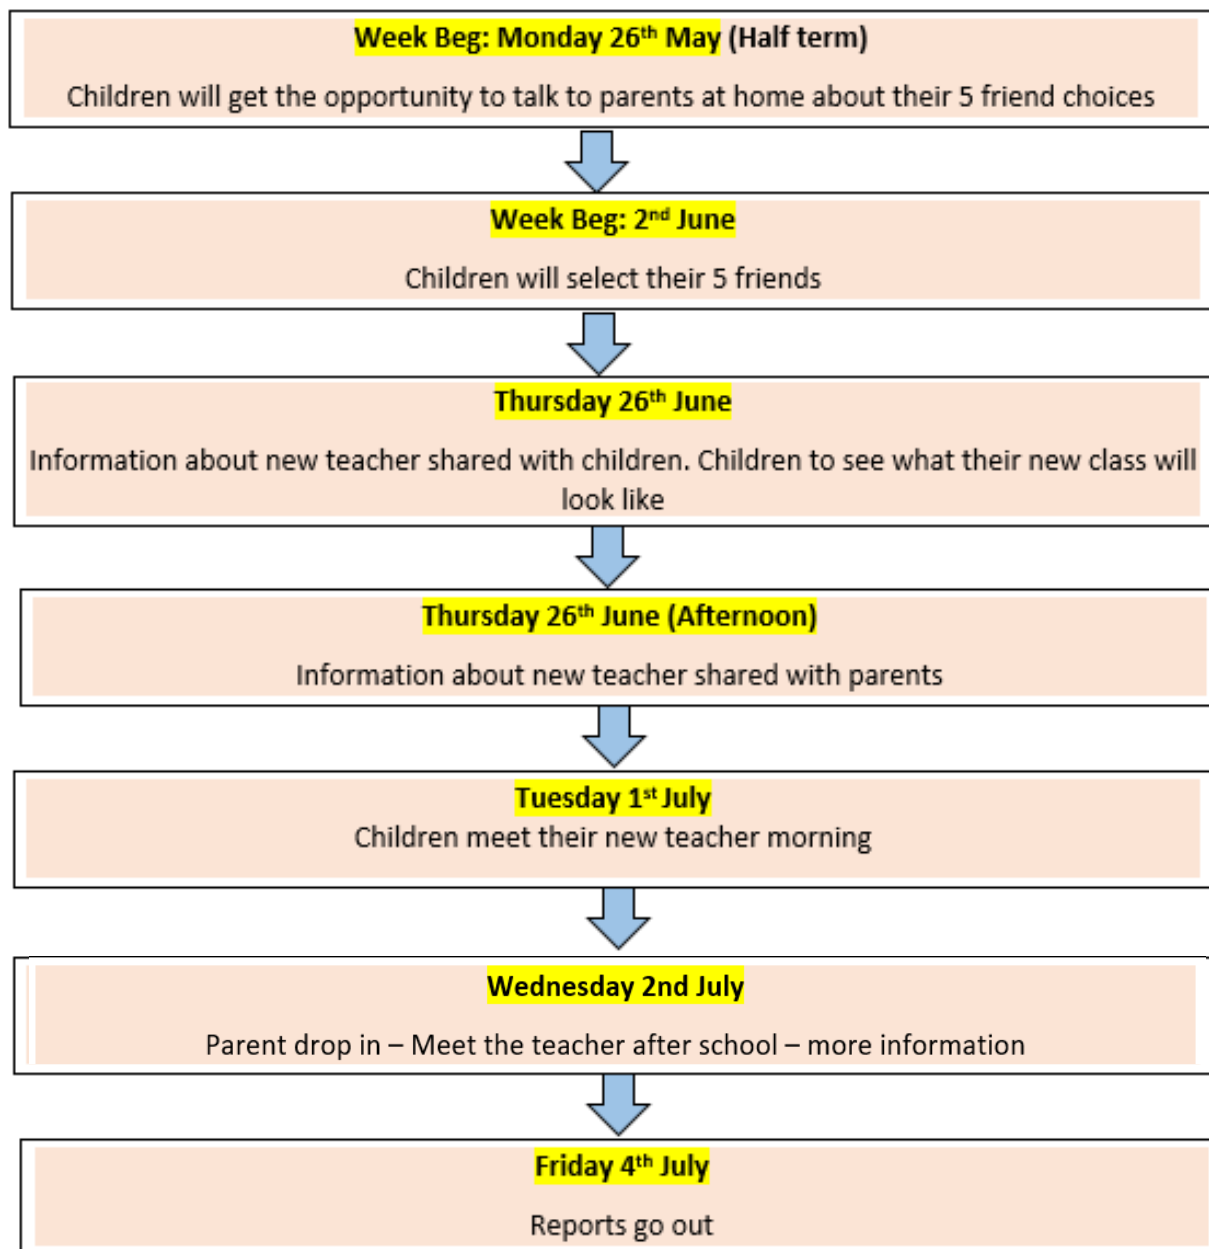 Week Beg: Monday 26th May (Half term)
Children will get the opportunity to talk to parents at home about their 5 friend choices
Week Beg: 2nd June
Children will select their 5 friends
Thursday 26th June
Information about new teacher shared with children. Children to see what their new class will
look like
Thursday 26th June (Afternoon)
Information about new teacher shared with parents
Tuesday 1st July
Children meet their new teacher morning
Wednesday 2nd July
Parent drop in – Meet the teacher after school – more information
Friday 4th July
Reports go out